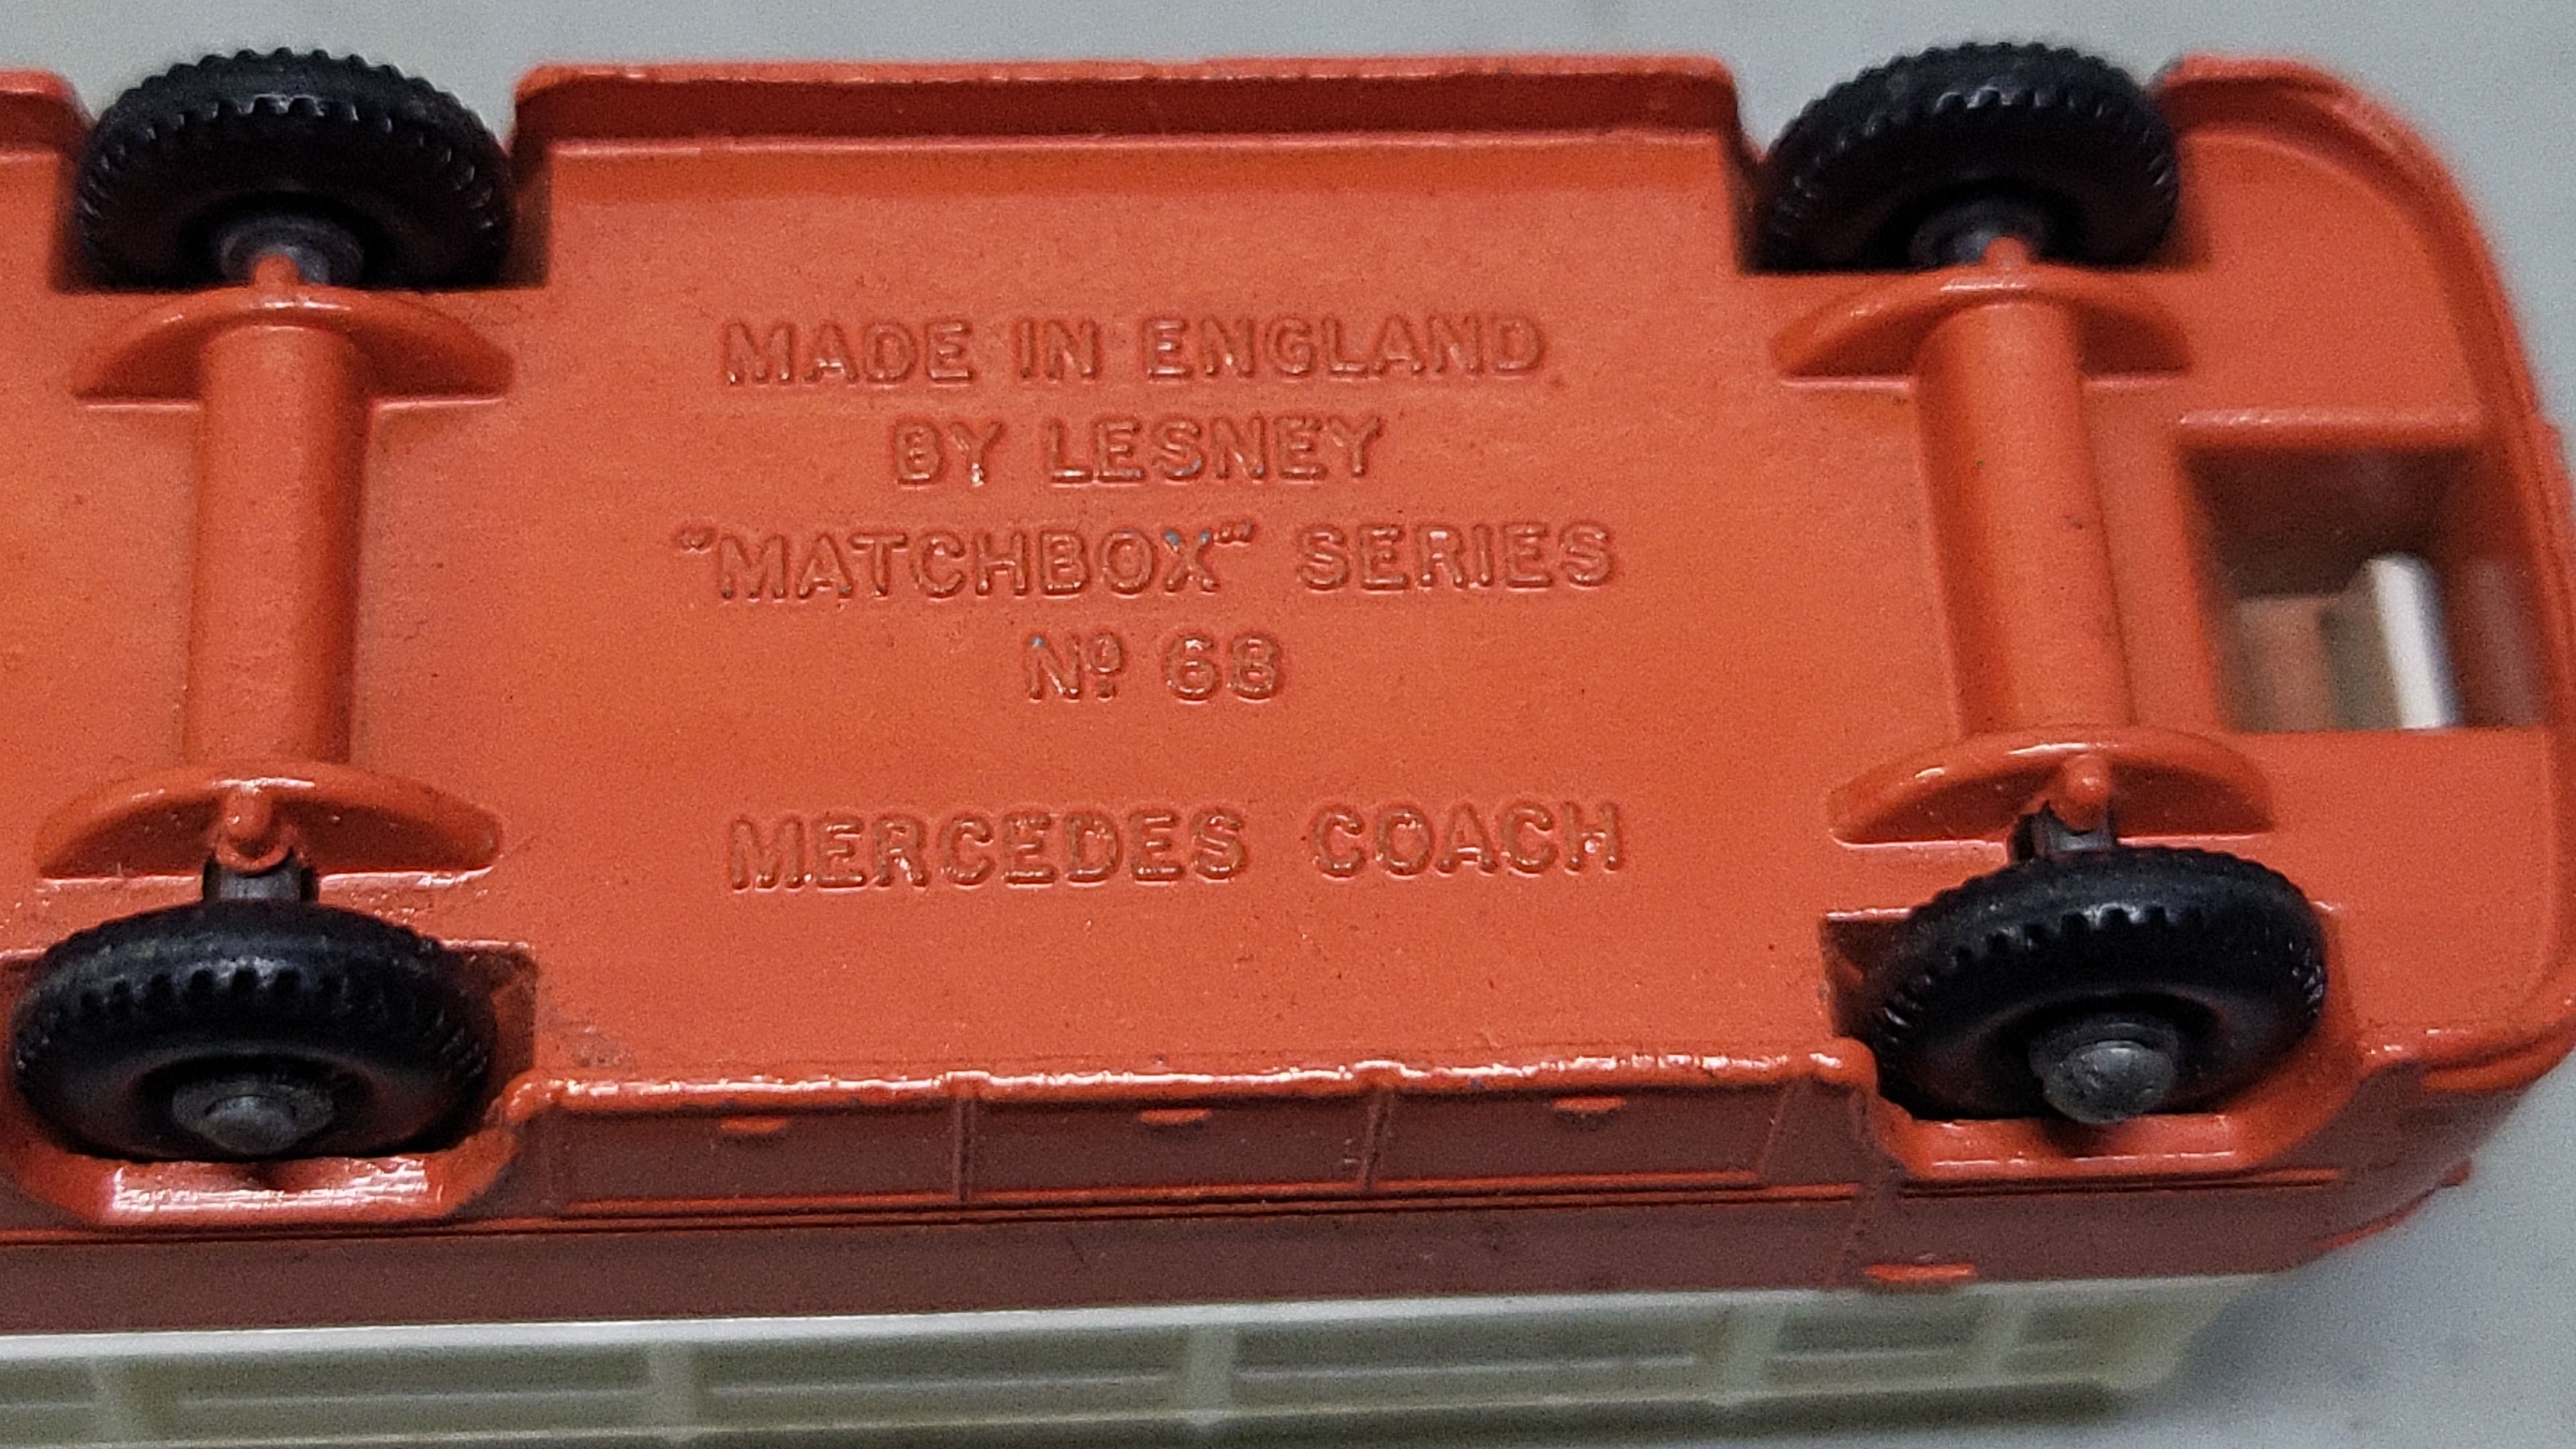 MADE IN ENGLAND
BY LESNEY
"MATCHBOX" SERIES
Nº 68
MERCEDES COACH